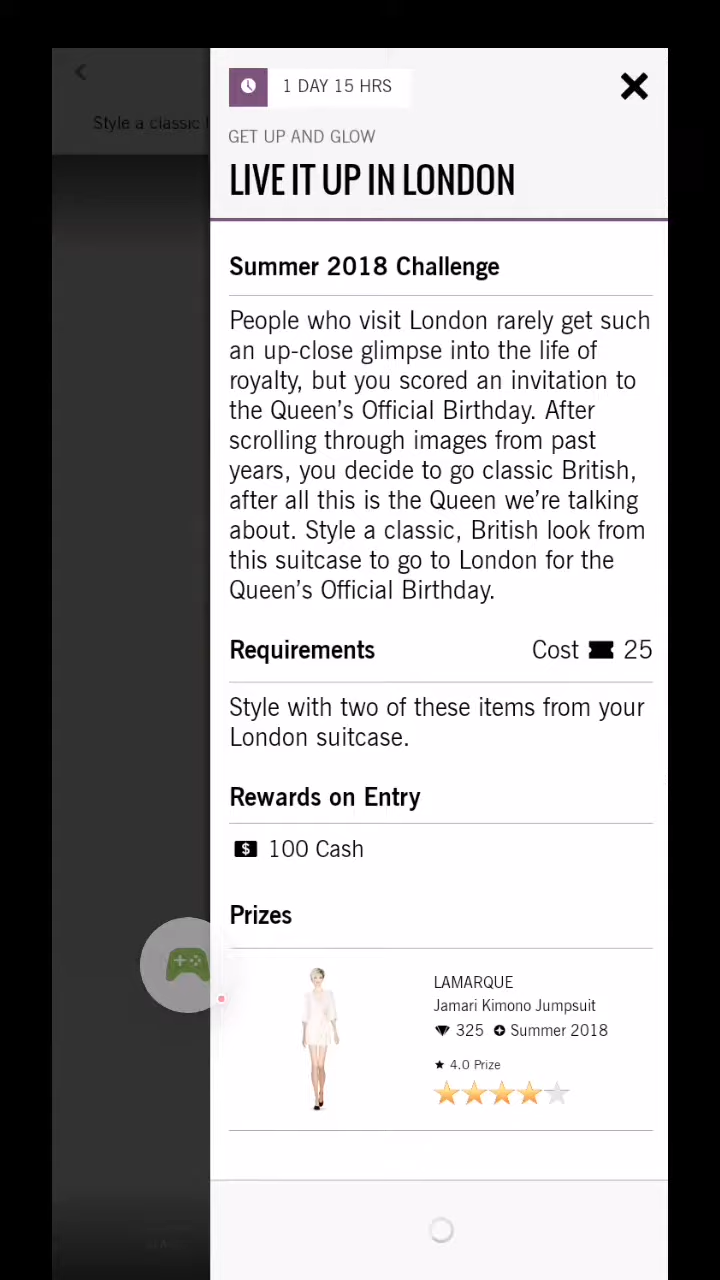 1 DAY 15 HRS
Style a classic
GET UP AND GLOW
LIVE IT UP IN LONDON
Summer 2018 Challenge
People who visit London rarely get such
an up-close glimpse into the life of
royalty, but you scored an invitation to
the Queen's Official Birthday. After
scrolling through images from past
years, you decide to go classic British,
after all this is the Queen we're talking
about. Style a classic, British look from
this suitcase to go to London for the
Queen's Official Birthday.
Requirements
Cost 25
Style with two of these items from your
London suitcase.
Rewards on Entry
$ 100 Cash
Prizes
LAMARQUE
Jamari Kimono Jumpsuit
325 Summer 2018
4.0 Prize